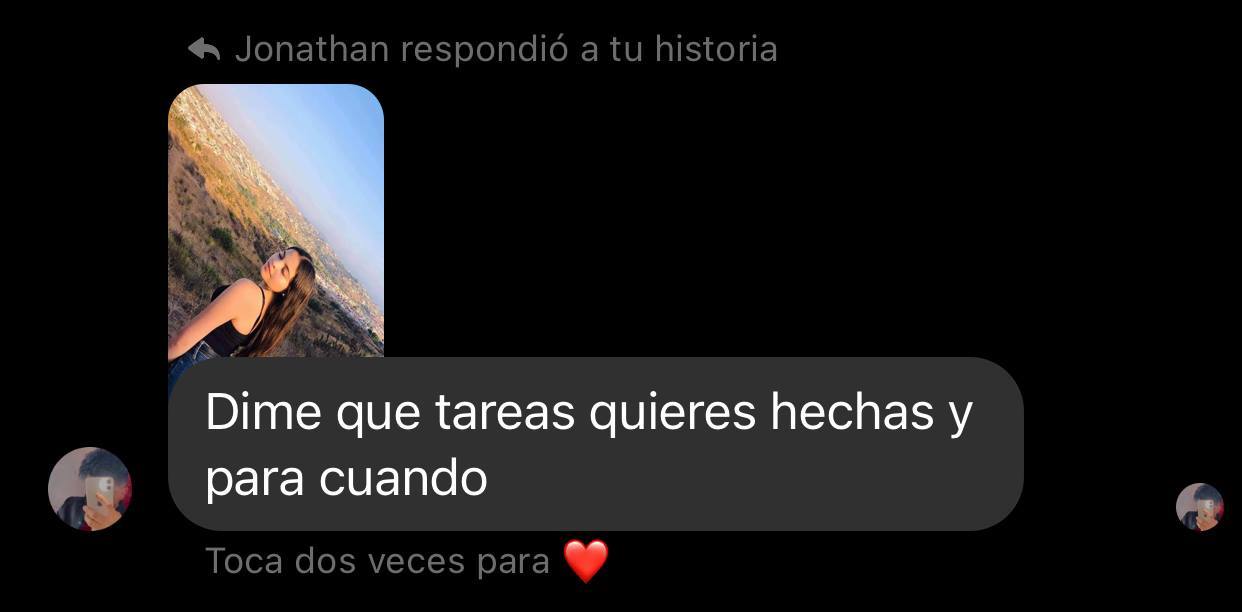 Jonathan respondió a tu historia
Dime que tareas quieres hechas y
para cuando
Toca dos veces para ❤️